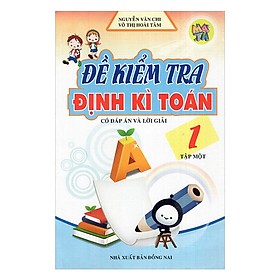 NGUYỄN VĂN CHI
VÕ THỊ HOÀI TÂM
ĐỀ KIỂM TRA
ĐỊNH KÌ TOÁN
CÓ ĐÁP ÁN VÀ LỜI GIẢI
1
TẬP MỘT
A
NHÀ XUẤT BẢN ĐỒNG NAI